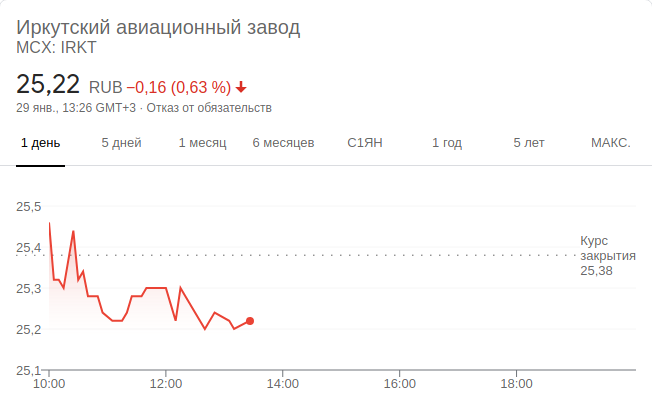 Иркутский авиационный завод
MCX: IRKT
25,22 RUB −0,16 (0,63 %)
29 янв., 13:26 GMT+3 · Отказ от обязательств
1 день 5 дней 1 месяц 6 месяцев С1ЯН 1 год 5 лет МАКС.
25,5
25,4
25,3
25,2
25,1
Курс
закрытия
25,38
10:00 12:00 14:00 16:00 18:00